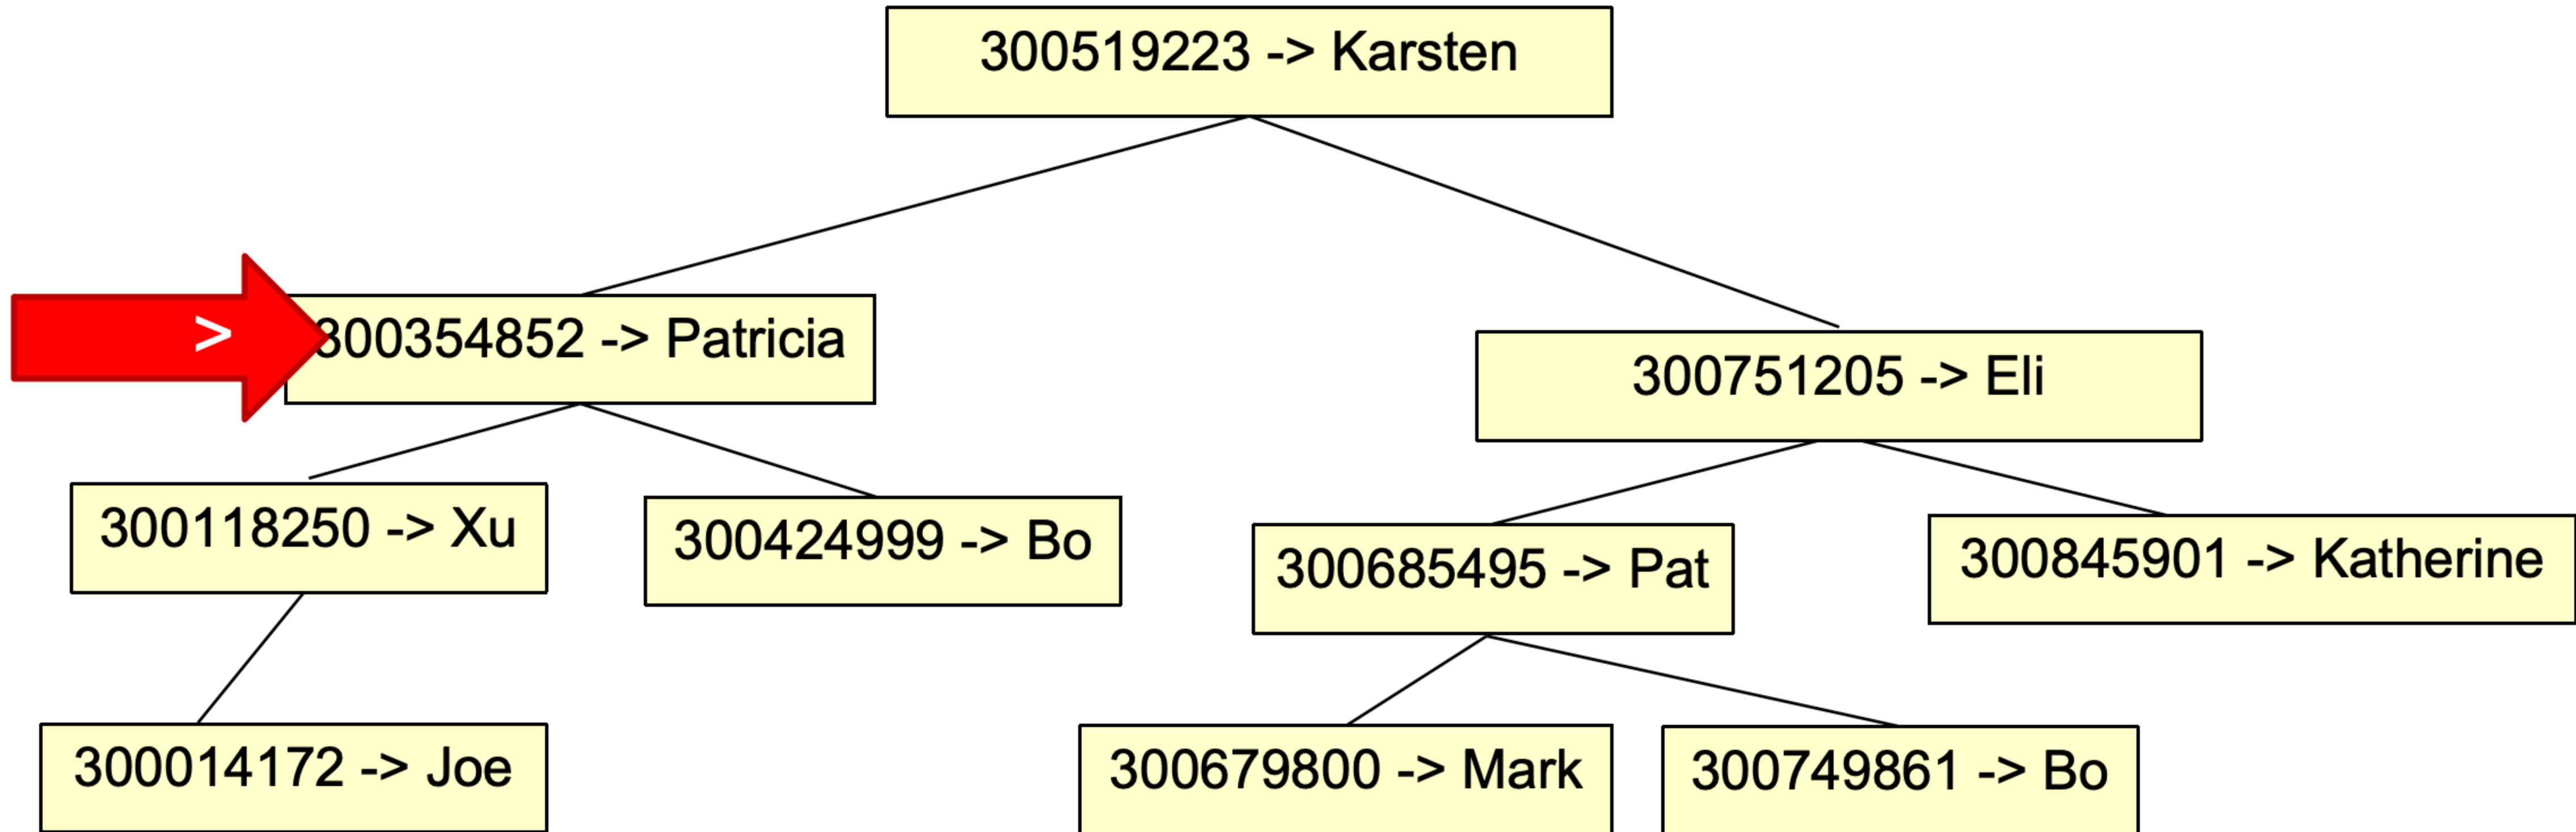 300519223 -> Karsten
>
300354852 -> Patricia
300751205 -> Eli
300118250 -> Xu
300424999 -> Bo
300685495 -> Pat
300845901 -> Katherine
300014172 -> Joe
300679800 -> Mark
300749861 -> Bo